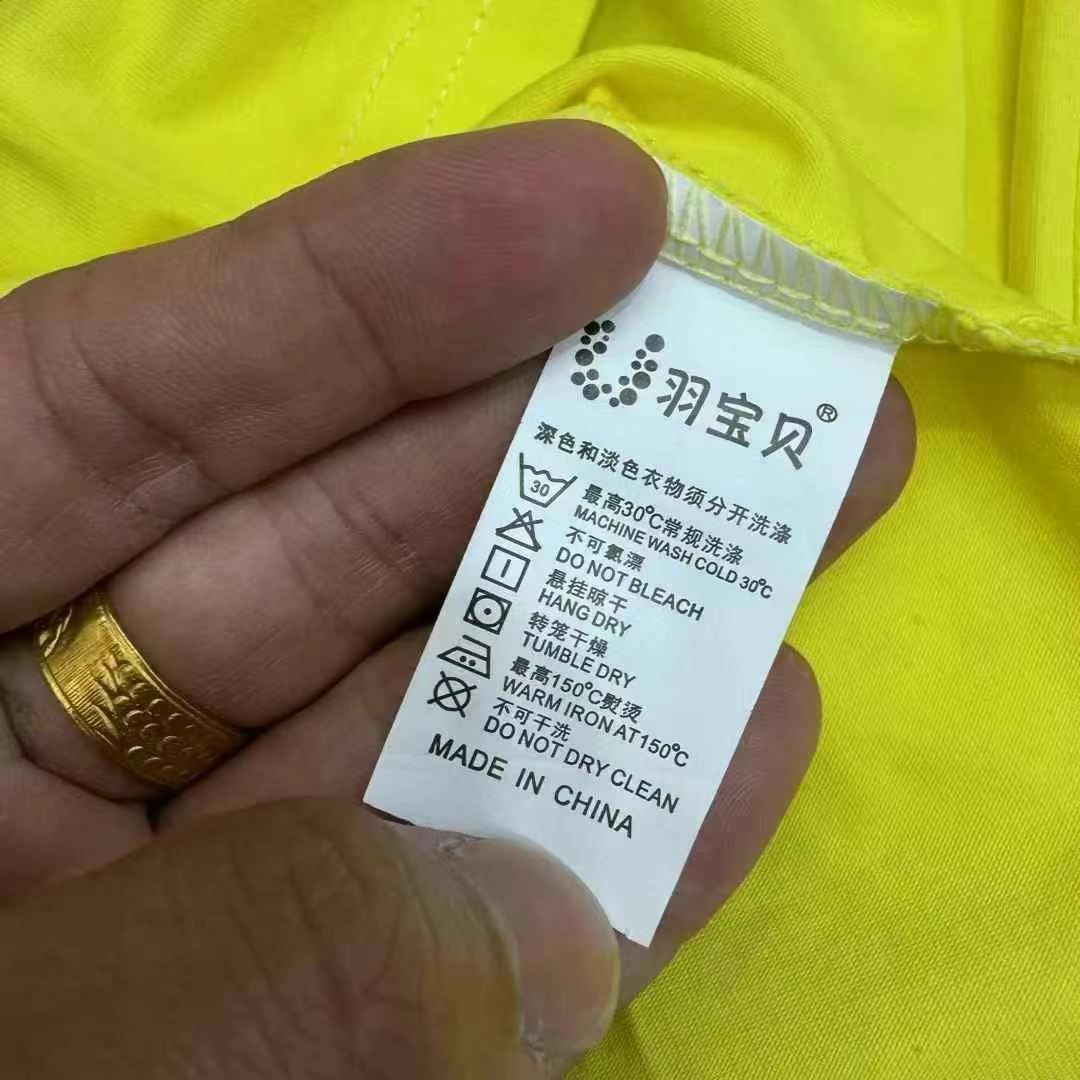 羽宝贝®
深色和淡色衣物须分开洗涤
30 最高30℃常规洗涤
MACHINE WASH COLD 30℃
不可氯漂
DO NOT BLEACH
悬挂晾干
HANG DRY
转笼干燥
TUMBLE DRY
最高150℃熨烫
WARM IRON AT 150℃
不可干洗
DO NOT DRY CLEAN
MADE IN CHINA